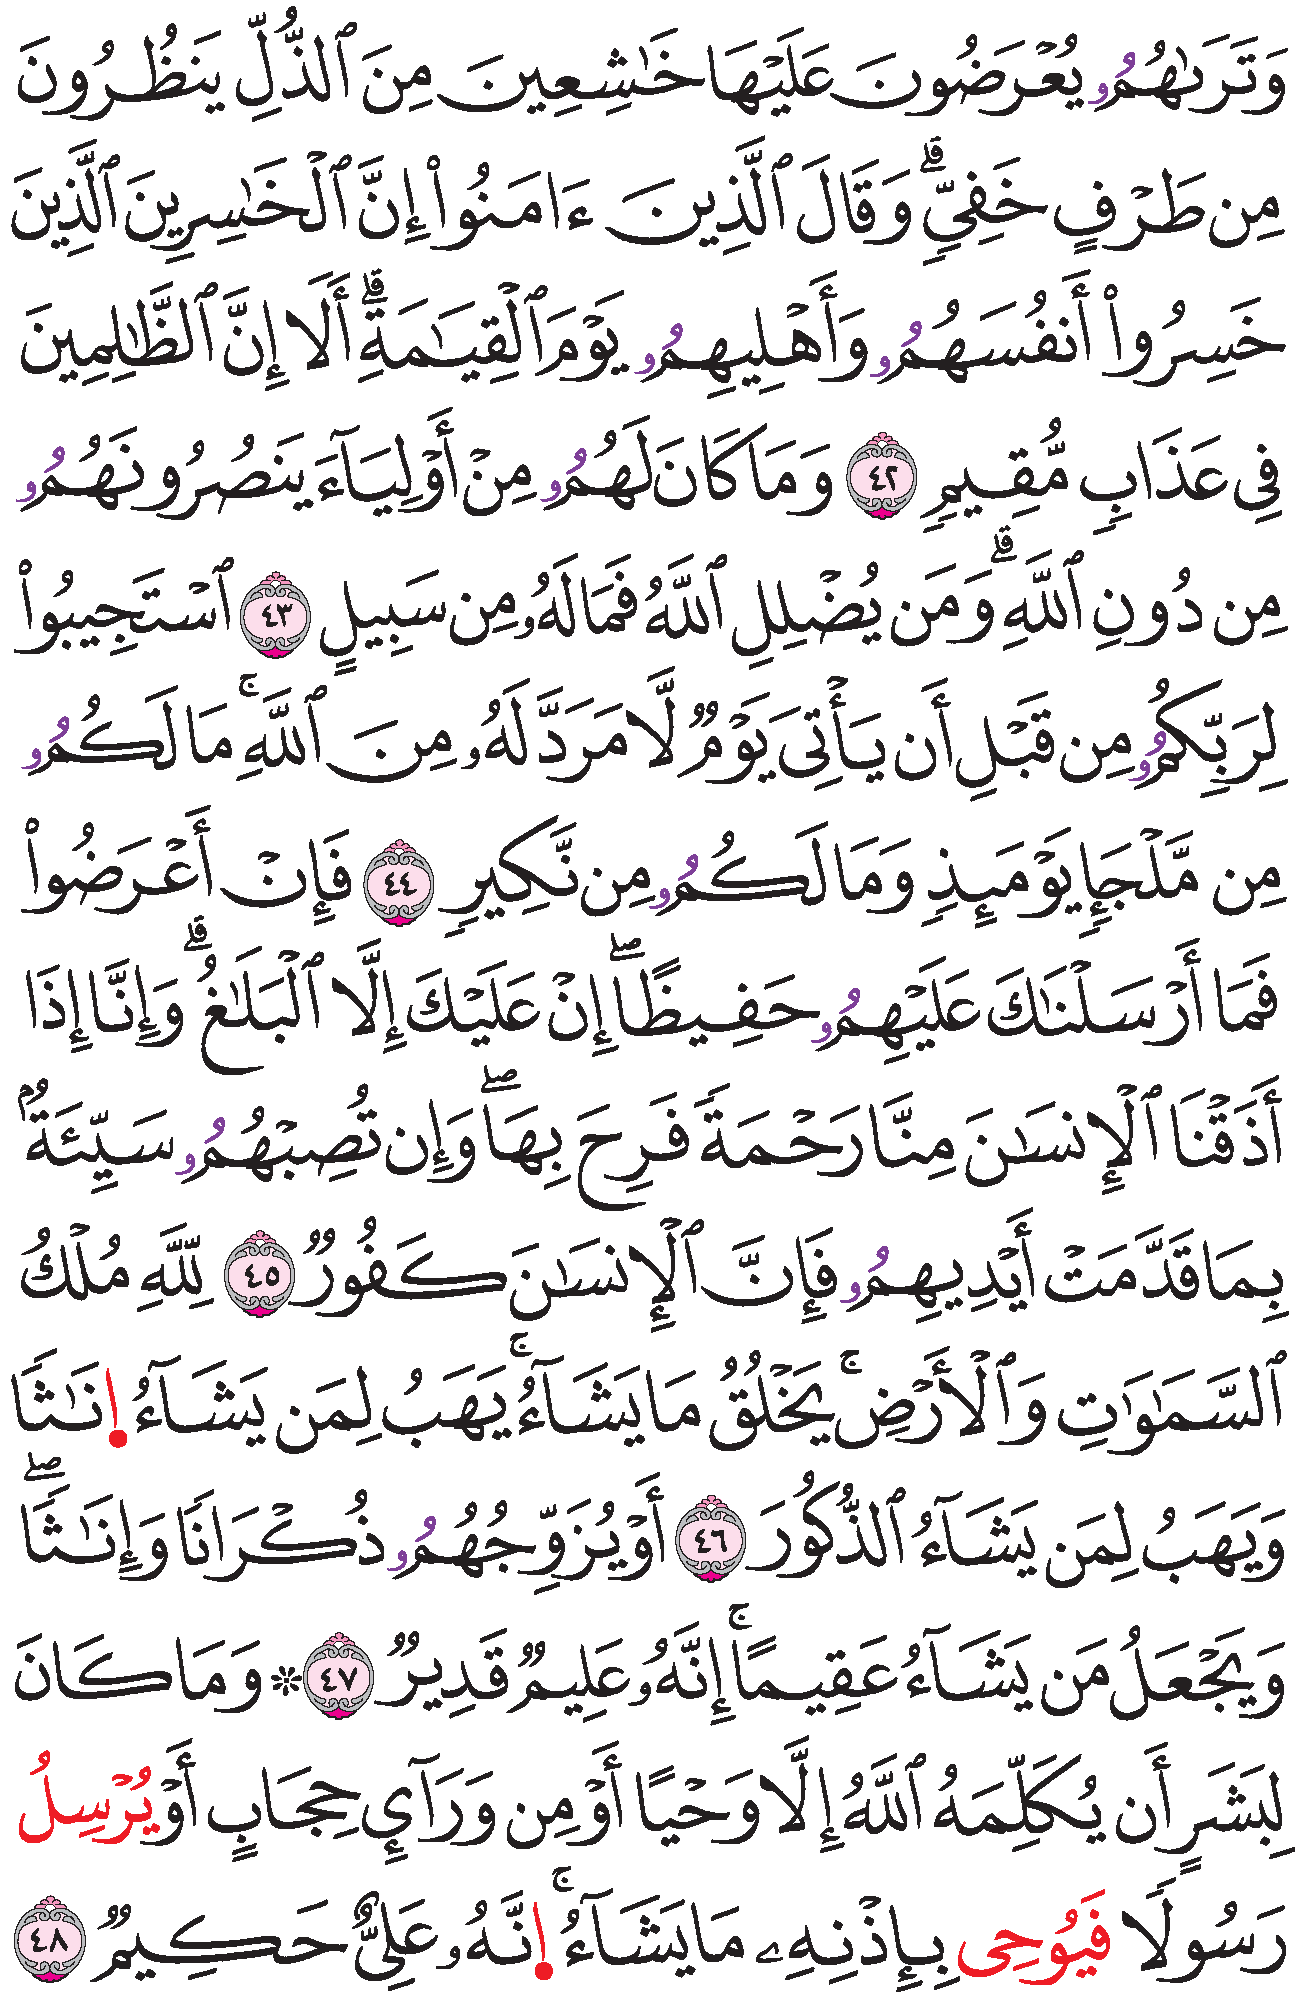 وَتَرَىٰهُمُۥ يُعْرَضُونَ عَلَيْهَا خَٰشِعِينَ مِنَ ٱلذُّلِّ يَنظُرُونَ
مِن طَرْفٍ خَفِيٍّۗ وَقَالَ ٱلَّذِينَ ءَامَنُوٓاْ إِنَّ ٱلْخَٰسِرِينَ ٱلَّذِينَ
خَسِرُوٓاْ أَنفُسَهُمُۥ وَأَهْلِيهِمُۥ يَوْمَ ٱلْقِيَٰمَةِۗ أَلَا إِنَّ ٱلظَّٰلِمِينَ
فِى عَذَابٍ مُّقِيمٍ ٤٢ وَمَا كَانَ لَهُمُۥ مِنْ أَوْلِيَآءَ يَنصُرُونَهُمُۥ
مِن دُونِ ٱللَّهِۗ وَمَن يُضْلِلِ ٱللَّهُ فَمَا لَهُۥ مِن سَبِيلٍ ٤٣ ٱسْتَجِيبُواْ
لِرَبِّكُمُۥ مِن قَبْلِ أَن يَأْتِىَ يَوْمٌ لَّا مَرَدَّ لَهُۥ مِنَ ٱللَّهِۚ مَا لَكُمُۥ
مِن مَّلْجَإٍ يَوْمَئِذٍ وَمَا لَكُمُۥ مِن نَّكِيرٍ ٤٤ فَإِنْ أَعْرَضُواْ
فَمَا أَرْسَلْنَٰكَ عَلَيْهِمُۥ حَفِيظًاۖ إِنْ عَلَيْكَ إِلَّا ٱلْبَلَٰغُۗ وَإِنَّا إِذَا
أَذَقْنَا ٱلْإِنسَٰنَ مِنَّا رَحْمَةً فَرِحَ بِهَاۖ وَإِن تُصِبْهُمُۥ سَيِّئَةٌۢ
بِمَا قَدَّمَتْ أَيْدِيهِمُۥ فَإِنَّ ٱلْإِنسَٰنَ كَفُورٌ ٤٥ لِلَّهِ مُلْكُ
ٱلسَّمَٰوَٰتِ وَٱلْأَرْضِۚ يَخْلُقُ مَا يَشَآءُۚ يَهَبُ لِمَن يَشَآءُ اِنَٰثًا
وَيَهَبُ لِمَن يَشَآءُ ٱلذُّكُورَ ٤٦ أَوْ يُزَوِّجُهُمُۥ ذُكْرَانًا وَإِنَٰثًاۖ
وَيَجْعَلُ مَن يَشَآءُ عَقِيمًاۚ إِنَّهُۥ عَلِيمٌ قَدِيرٌ ٤٧ ۞ وَمَا كَانَ
لِبَشَرٍ أَن يُكَلِّمَهُ ٱللَّهُ إِلَّا وَحْيًا أَوْ مِن وَرَآئِ حِجَابٍ أَوْ يُرْسِلُ
رَسُولًا فَيُوحِى بِإِذْنِهِۦ مَا يَشَآءُۚ اِنَّهُۥ عَلِىٌّ حَكِيمٌ ٤٨